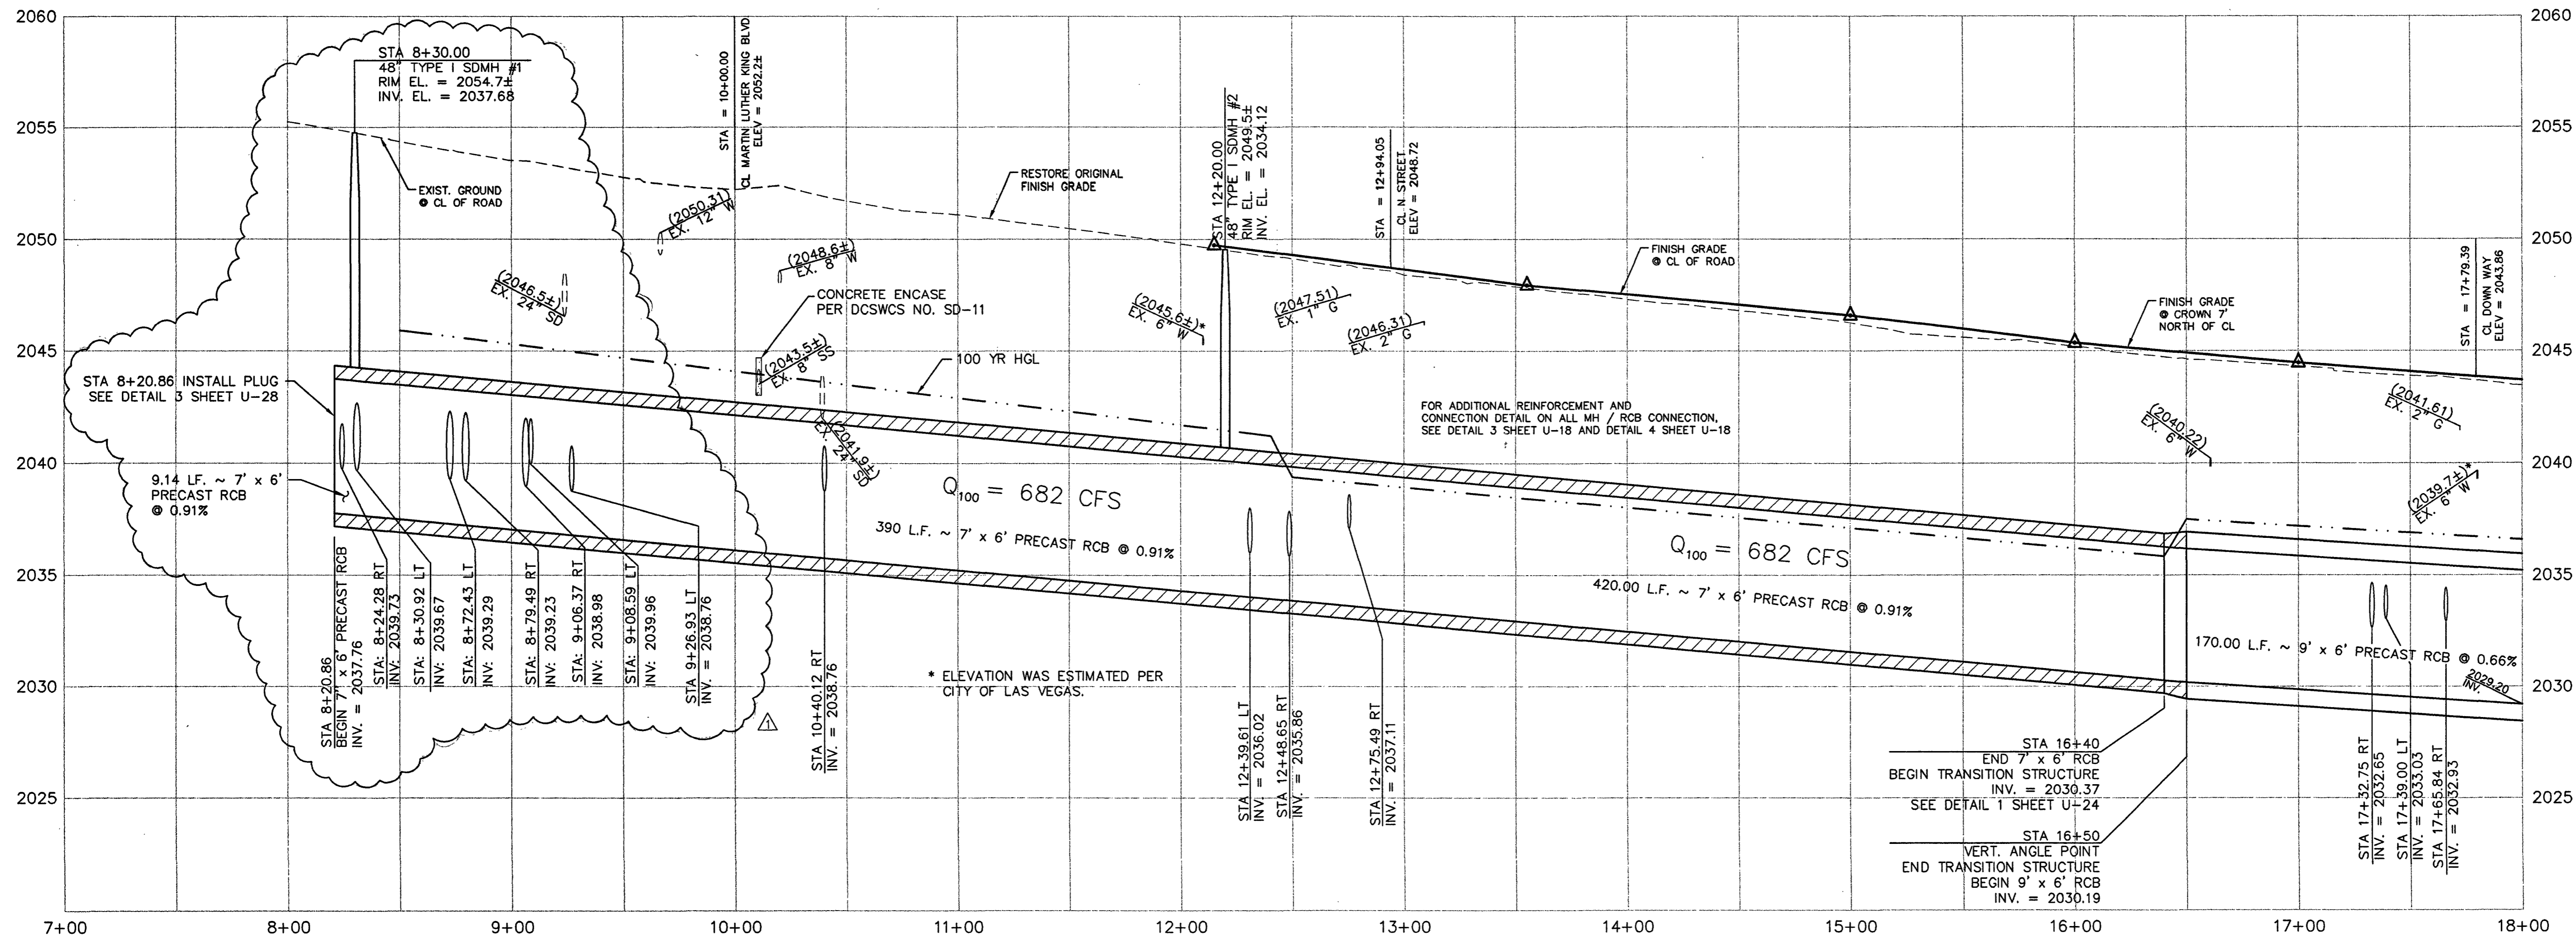 2060
2055
2050
2045
2040
2035
2030
2025
STA 8+30.00
48" TYPE I SDMH #1
RIM EL. = 2054.7±
INV. EL. = 2037.68
EXIST. GROUND
@ CL OF ROAD
STA = 10+00.00
CL MARTIN LUTHER KING BLVD
ELEV = 2052.2±
(2050.31)
EX. 12" W
(2048.6±)
EX. 8" W
(2046.5±)
EX. 24" SD
CONCRETE ENCASE
PER DCSWCS NO. SD-11
(2043.5±)
EX. 8" SS
(2041.9±)
EX. 24" SD
100 YR HGL
RESTORE ORIGINAL
FINISH GRADE
STA 12+20.00
48" TYPE I SDMH #2
RIM EL. = 2049.5±
INV. EL. = 2034.12
(2045.6±)*
EX. 6" W
(2047.51)
EX. 1" G
(2046.31)
EX. 2" G
STA = 12+94.05
CL N STREET
ELEV = 2048.72
FINISH GRADE
@ CL OF ROAD
FINISH GRADE
@ CROWN 7'
NORTH OF CL
STA = 17+79.39
CL DOWN WAY
ELEV = 2043.86
(2041.61)
EX. 2" G
(2040.22)
EX. 6" W
(2039.7±)*
EX. 6" W
FOR ADDITIONAL REINFORCEMENT AND
CONNECTION DETAIL ON ALL MH / RCB CONNECTION,
SEE DETAIL 3 SHEET U-18 AND DETAIL 4 SHEET U-18
STA 8+20.86 INSTALL PLUG
SEE DETAIL 3 SHEET U-28
9.14 LF. ~ 7' x 6'
PRECAST RCB
@ 0.91%
Q100 = 682 CFS
390 L.F. ~ 7' x 6' PRECAST RCB @ 0.91%
Q100 = 682 CFS
420.00 L.F. ~ 7' x 6' PRECAST RCB @ 0.91%
170.00 L.F. ~ 9' x 6' PRECAST RCB @ 0.66%
2029.20
INV.
STA 8+20.86
BEGIN 7' x 6' PRECAST RCB
INV. = 2037.76
STA: 8+24.28 RT
INV: 2039.73
STA: 8+30.92 LT
INV: 2039.67
STA: 8+72.43 LT
INV: 2039.29
STA: 8+79.49 RT
INV: 2039.23
STA: 9+06.37 RT
INV: 2038.98
STA: 9+08.59 LT
INV: 2039.96
STA 9+26.93 LT
INV. = 2038.76
1
STA 10+40.12 RT
INV. = 2038.76
* ELEVATION WAS ESTIMATED PER
CITY OF LAS VEGAS.
STA 12+39.61 LT
INV. = 2036.02
STA 12+48.65 RT
INV. = 2035.86
STA 12+75.49 RT
INV. = 2037.11
STA 16+40
END 7' x 6' RCB
BEGIN TRANSITION STRUCTURE
INV. = 2030.37
SEE DETAIL 1 SHEET U-24
STA 16+50
VERT. ANGLE POINT
END TRANSITION STRUCTURE
BEGIN 9' x 6' RCB
INV. = 2030.19
STA 17+32.75 RT
INV. = 2032.65
STA 17+39.00 LT
INV. = 2033.03
STA 17+65.84 RT
INV. = 2032.93
2060
2055
2050
2045
2040
2035
2030
2025
7+00 8+00 9+00 10+00 11+00 12+00 13+00 14+00 15+00 16+00 17+00 18+00